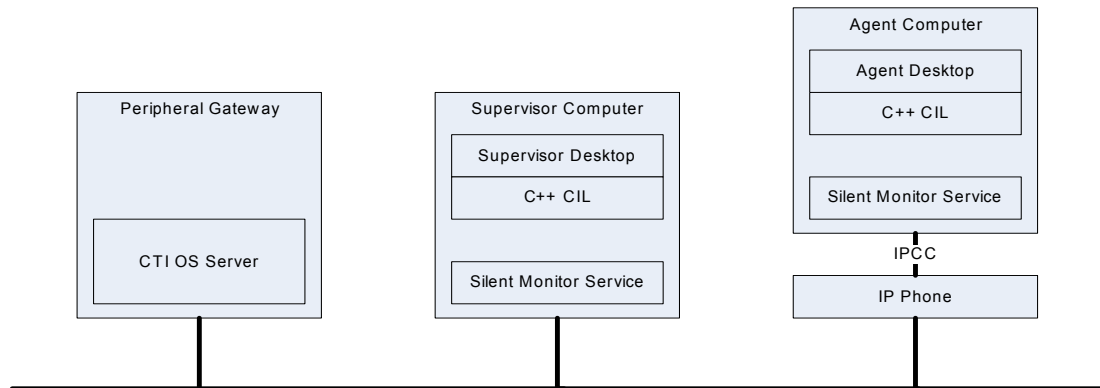 Peripheral Gateway
CTI OS Server
Supervisor Computer
Supervisor Desktop
C++ CIL
Silent Monitor Service
Agent Computer
Agent Desktop
C++ CIL
Silent Monitor Service
IPCC
IP Phone